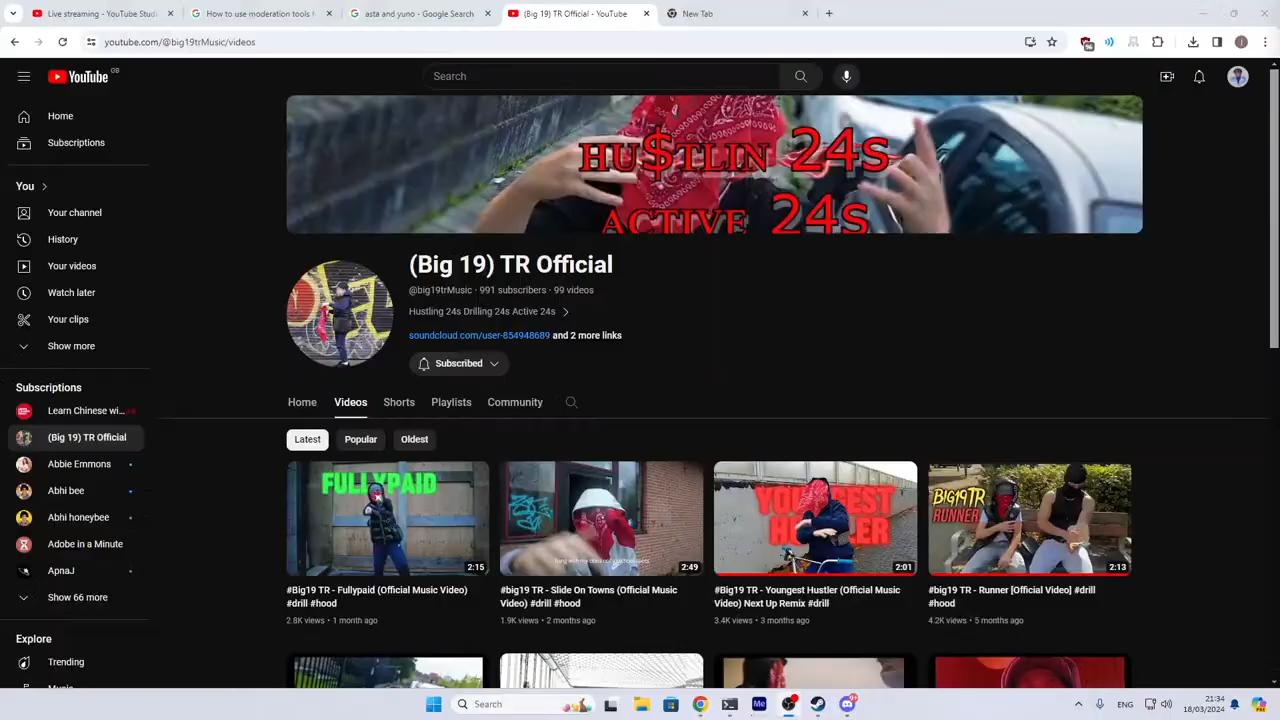 Live streaming - YouTube Stud
How to use moderation tools f
asta and yuno - Google Search
(Big 19) TR Official - YouTube
New Tab
youtube.com/@big19trMusic/videos
96
YouTube GB
Search
HU$TLIN 24s
ACTIVE 24s
Home
Subscriptions
You
Your channel
History
Your videos
Watch later
Your clips
Show more
Subscriptions
Learn Chinese wi...
(Big 19) TR Official
Abbie Emmons
Abhi bee
Abhi honeybee
Adobe in a Minute
ApnaJ
Show 66 more
Explore
Trending
(Big 19) TR Official
@big19trMusic · 991 subscribers · 99 videos
Hustling 24s Drilling 24s Active 24s
soundcloud.com/user-854948689 and 2 more links
Subscribed
Home Videos Shorts Playlists Community
Latest Popular Oldest
FULLYPAID
2:15
#Big19 TR - Fullypaid (Official Music Video)
#drill #hood
2.8K views • 1 month ago
2:49
#big19 TR - Slide On Towns (Official Music
Video) #drill #hood
1.9K views • 2 months ago
YOUNGEST
HUSTLER
2:01
#Big19 TR - Youngest Hustler (Official Music
Video) Next Up Remix #drill
3.4K views • 3 months ago
BIG19TR
RUNNER
2:13
#big19 TR - Runner [Official Video] #drill
#hood
4.2K views • 5 months ago
Search
Me
ENG
21:34
18/03/2024